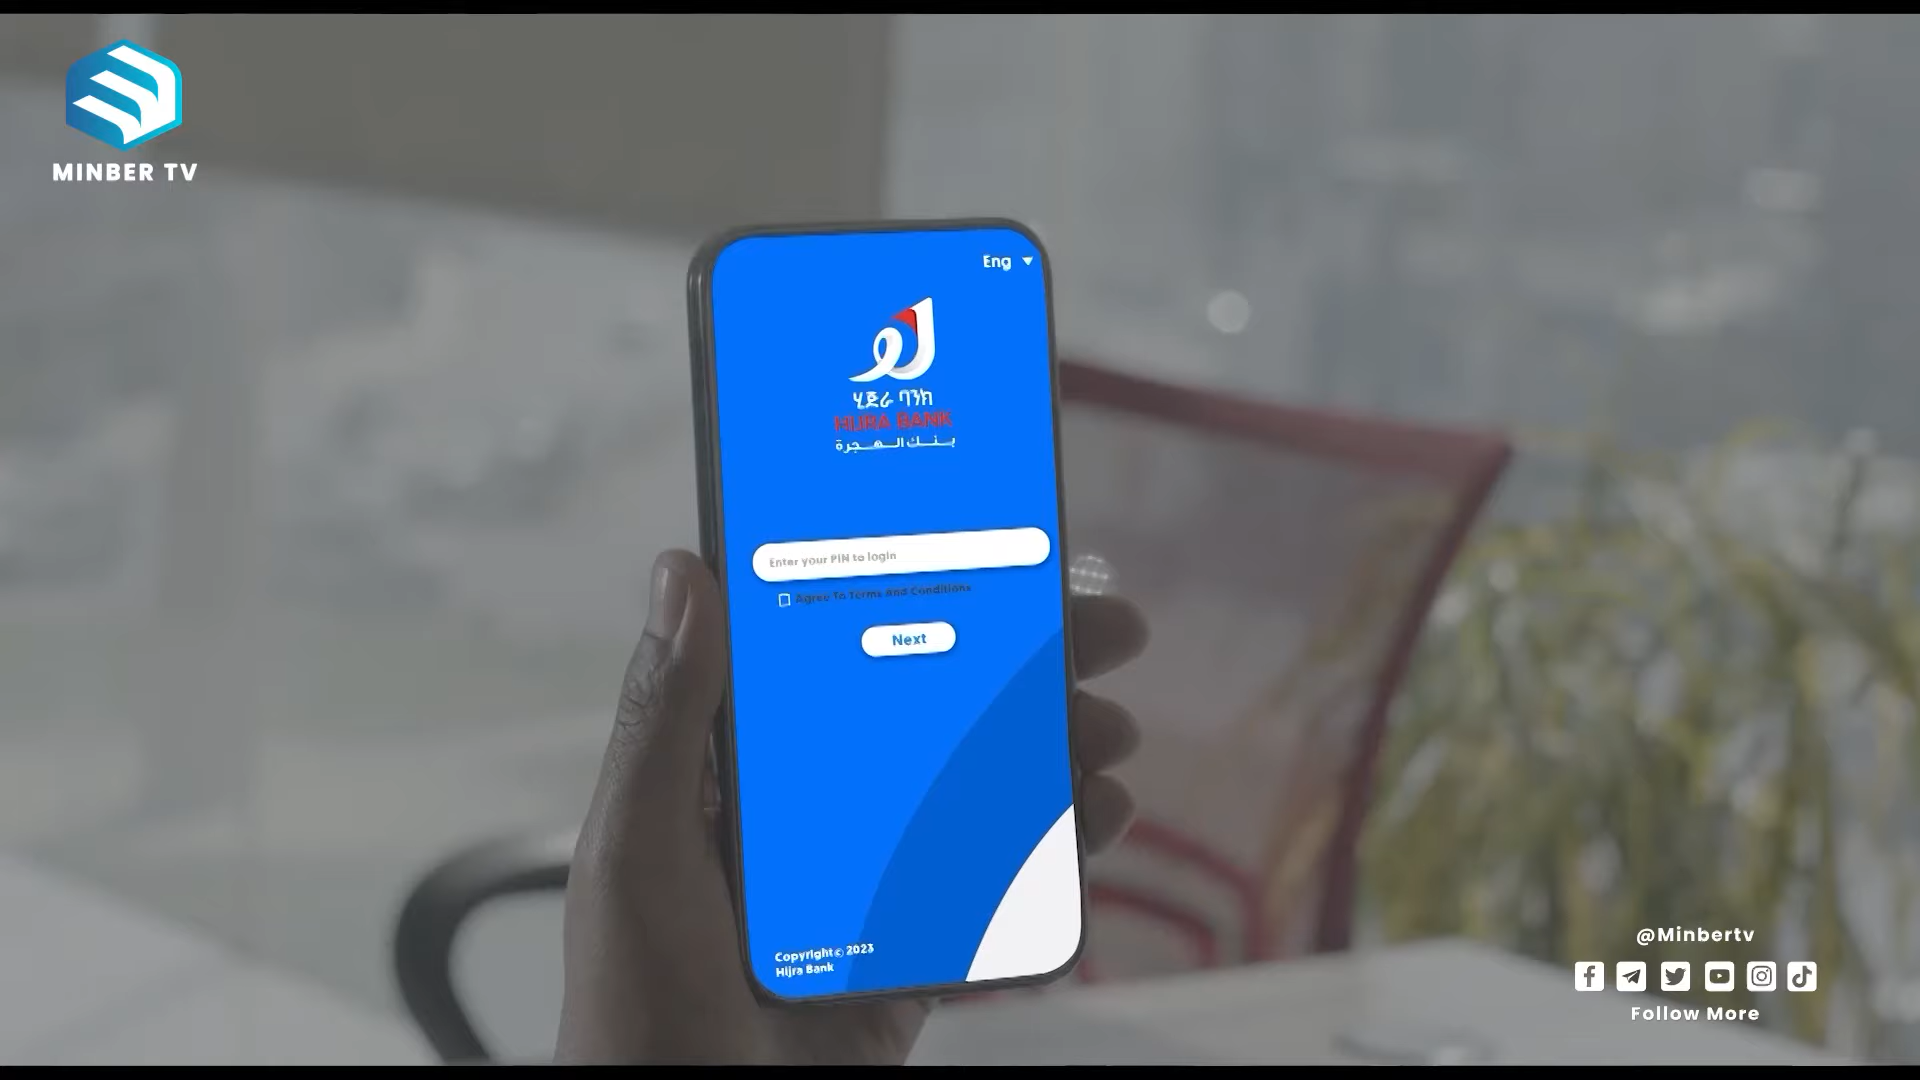 MINBER TV
Eng
ሂጅራ ባንክ
HIJRA BANK
بنك الهجرة
Enter your PIN to login
Agree To Terms And Conditions
Next
Copyright© 2023
Hijra Bank
@Minbertv
Follow More